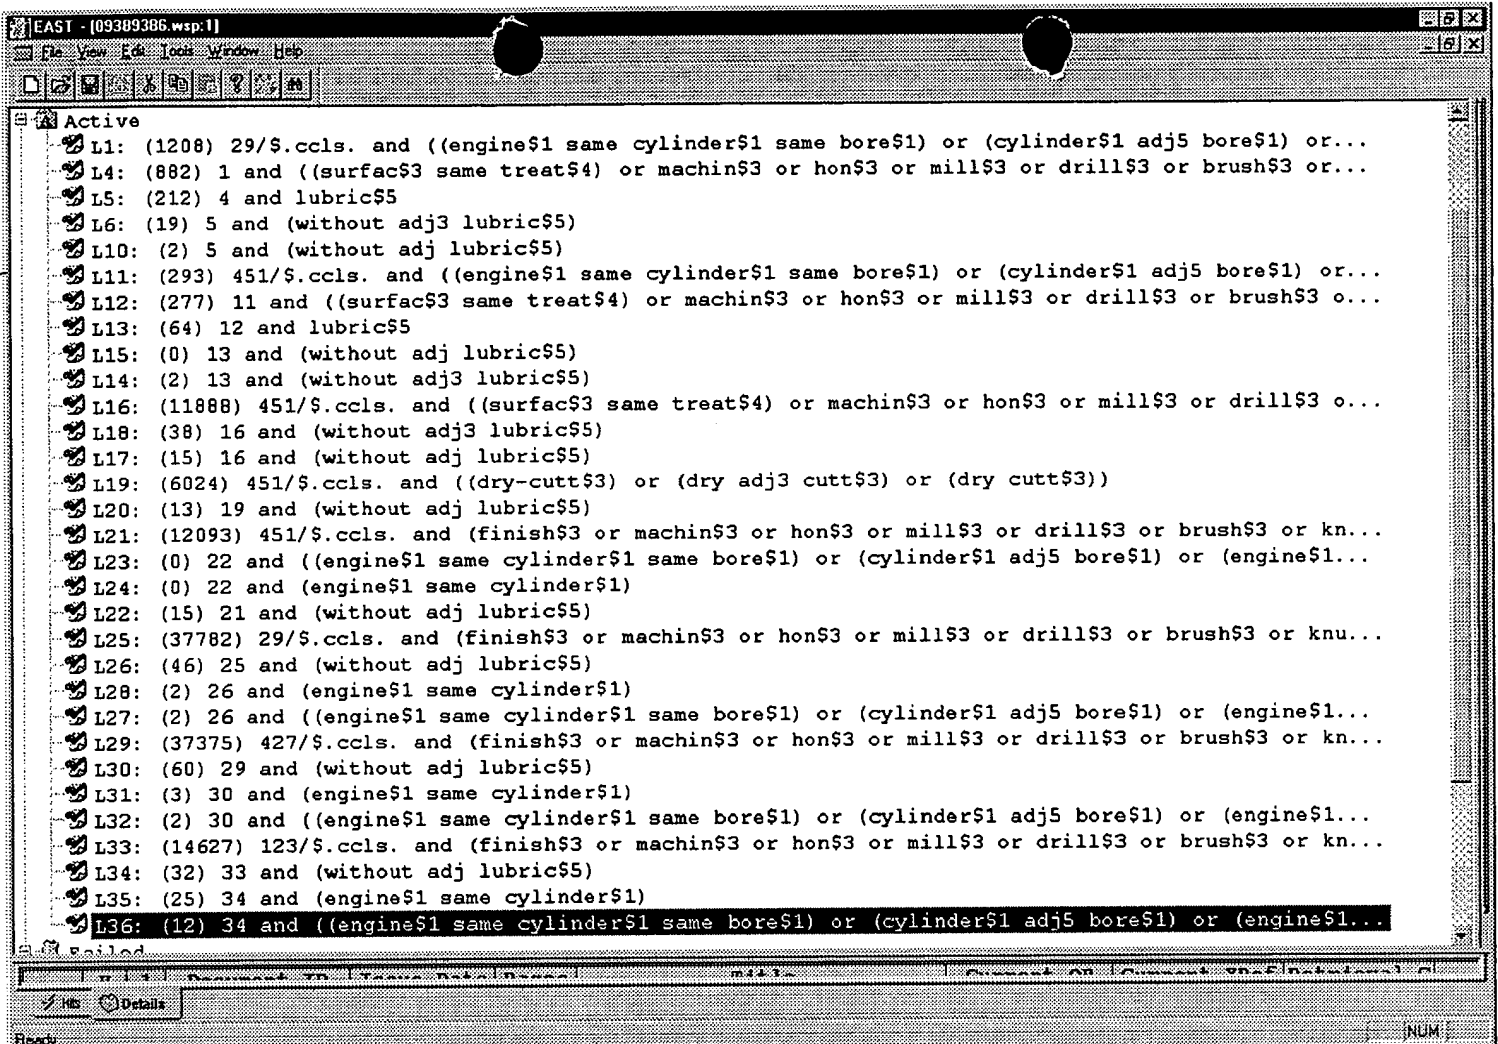 EAST - [09389386.wsp:1]
File View Edit Tools Window Help
Active
L1: (1208) 29/$.ccls. and ((engine$1 same cylinder$1 same bore$1) or (cylinder$1 adj5 bore$1) or...
L4: (882) 1 and ((surfac$3 same treat$4) or machin$3 or hon$3 or mill$3 or drill$3 or brush$3 or...
L5: (212) 4 and lubric$5
L6: (19) 5 and (without adj3 lubric$5)
L10: (2) 5 and (without adj lubric$5)
L11: (293) 451/$.ccls. and ((engine$1 same cylinder$1 same bore$1) or (cylinder$1 adj5 bore$1) or...
L12: (277) 11 and ((surfac$3 same treat$4) or machin$3 or hon$3 or mill$3 or drill$3 or brush$3 o...
L13: (64) 12 and lubric$5
L15: (0) 13 and (without adj lubric$5)
L14: (2) 13 and (without adj3 lubric$5)
L16: (11888) 451/$.ccls. and ((surfac$3 same treat$4) or machin$3 or hon$3 or mill$3 or drill$3 o...
L18: (38) 16 and (without adj3 lubric$5)
L17: (15) 16 and (without adj lubric$5)
L19: (6024) 451/$.ccls. and ((dry-cutt$3) or (dry adj3 cutt$3) or (dry cutt$3))
L20: (13) 19 and (without adj lubric$5)
L21: (12093) 451/$.ccls. and (finish$3 or machin$3 or hon$3 or mill$3 or drill$3 or brush$3 or kn...
L23: (0) 22 and ((engine$1 same cylinder$1 same bore$1) or (cylinder$1 adj5 bore$1) or (engine$1...
L24: (0) 22 and (engine$1 same cylinder$1)
L22: (15) 21 and (without adj lubric$5)
L25: (37782) 29/$.ccls. and (finish$3 or machin$3 or hon$3 or mill$3 or drill$3 or brush$3 or knu...
L26: (46) 25 and (without adj lubric$5)
L28: (2) 26 and (engine$1 same cylinder$1)
L27: (2) 26 and ((engine$1 same cylinder$1 same bore$1) or (cylinder$1 adj5 bore$1) or (engine$1...
L29: (37375) 427/$.ccls. and (finish$3 or machin$3 or hon$3 or mill$3 or drill$3 or brush$3 or kn...
L30: (60) 29 and (without adj lubric$5)
L31: (3) 30 and (engine$1 same cylinder$1)
L32: (2) 30 and ((engine$1 same cylinder$1 same bore$1) or (cylinder$1 adj5 bore$1) or (engine$1...
L33: (14627) 123/$.ccls. and (finish$3 or machin$3 or hon$3 or mill$3 or drill$3 or brush$3 or kn...
L34: (32) 33 and (without adj lubric$5)
L35: (25) 34 and (engine$1 same cylinder$1)
L36: (12) 34 and ((engine$1 same cylinder$1 same bore$1) or (cylinder$1 adj5 bore$1) or (engine$1...
Failed
Document ID Issue Date Pages Title Current OR Current XRef Retrieval C
Hits Details
Ready NUM